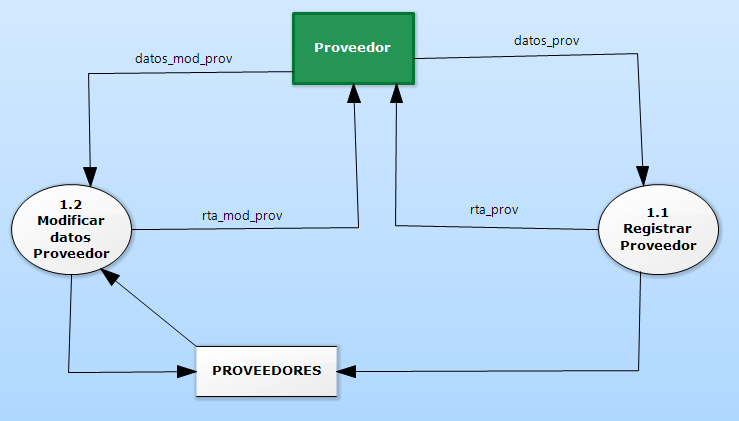 Proveedor
datos_mod_prov
datos_prov
1.2
Modificar
datos
Proveedor
rta_mod_prov
rta_prov
1.1
Registrar
Proveedor
PROVEEDORES